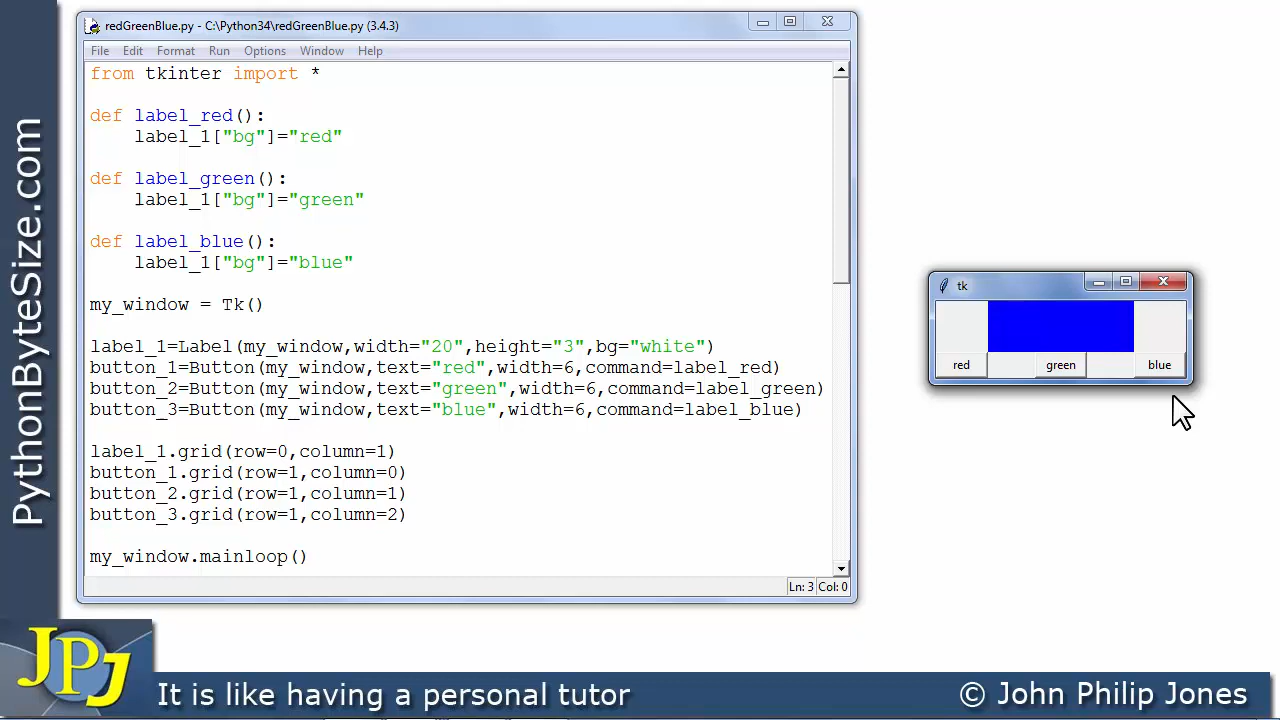 PythonByteSize.com
redGreenBlue.py - C:\Python34\redGreenBlue.py (3.4.3)
File Edit Format Run Options Window Help
from tkinter import *
def label_red():
    label_1["bg"]="red"
def label_green():
    label_1["bg"]="green"
def label_blue():
    label_1["bg"]="blue"
my_window = Tk()
label_1=Label(my_window,width="20",height="3",bg="white")
button_1=Button(my_window,text="red",width=6,command=label_red)
button_2=Button(my_window,text="green",width=6,command=label_green)
button_3=Button(my_window,text="blue",width=6,command=label_blue)
label_1.grid(row=0,column=1)
button_1.grid(row=1,column=0)
button_2.grid(row=1,column=1)
button_3.grid(row=1,column=2)
my_window.mainloop()
Ln: 3 Col: 0
tk
red green blue
JPJ
It is like having a personal tutor
© John Philip Jones